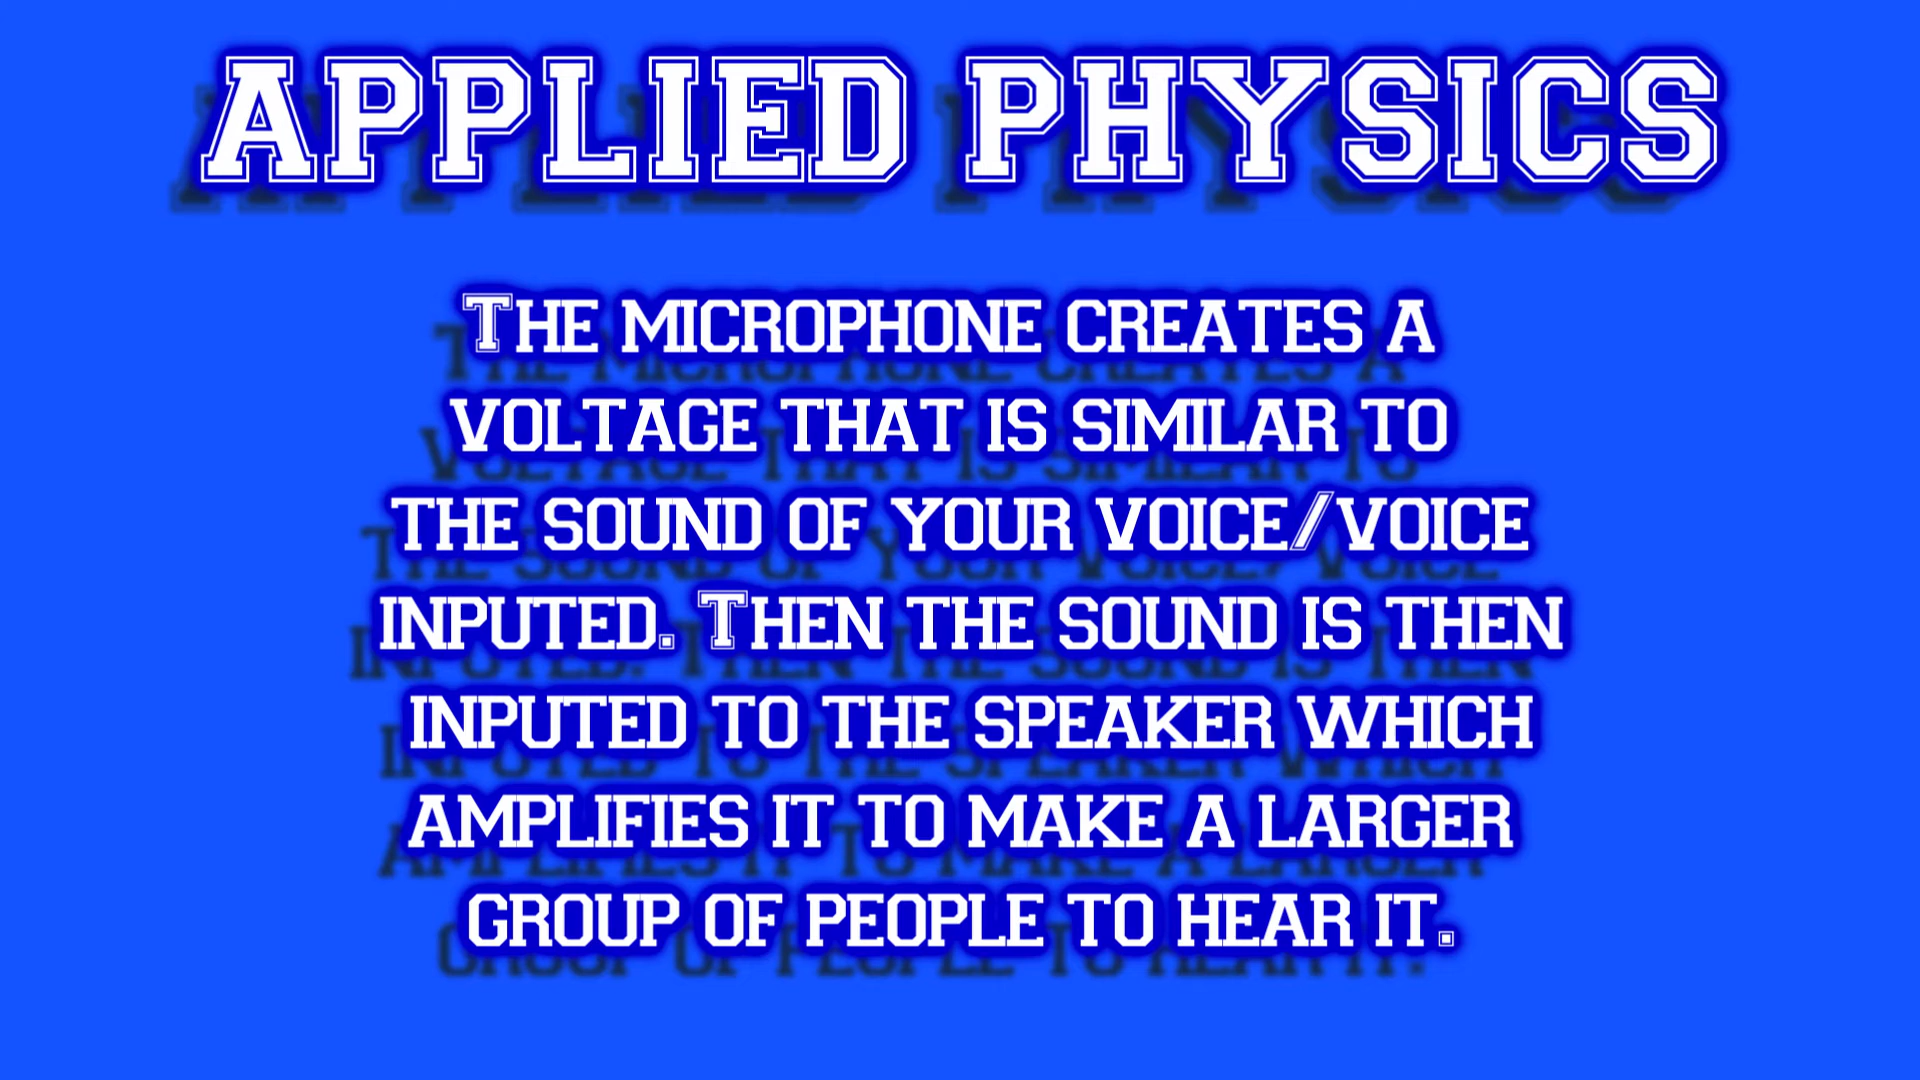 APPLIED PHYSICS
The microphone creates a
voltage that is similar to
the sound of your voice/voice
inputed. Then the sound is then
inputed to the speaker which
amplifies it to make a larger
group of people to hear it.